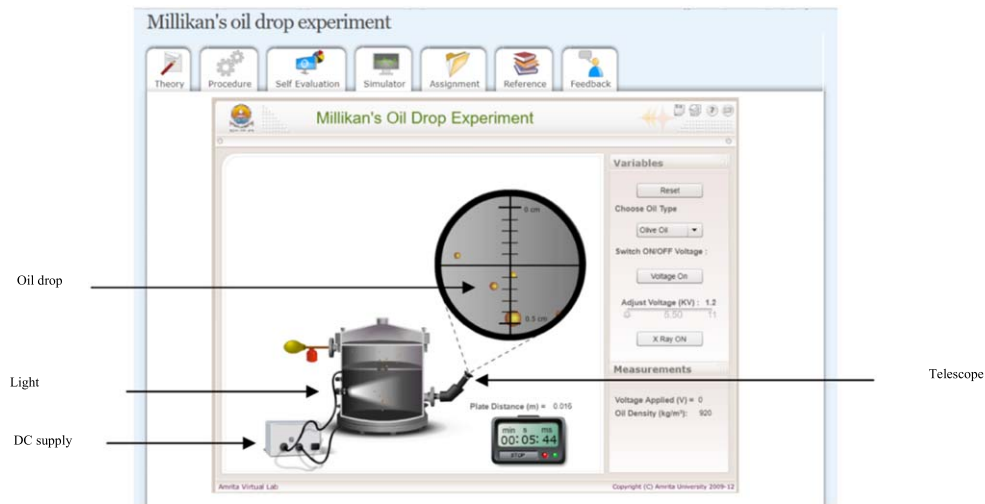 Millikan's oil drop experiment
Theory
Procedure
Self Evaluation
Simulator
Assignment
Reference
Feedback
Millikan's Oil Drop Experiment
Variables
Reset
Choose Oil Type
Olive Oil
Switch ON/OFF Voltage :
Voltage On
Adjust Voltage (KV) : 1.2
0 5.50 11
X Ray ON
Measurements
Voltage Applied (V) = 0
Oil Density (kg/m³): 920
0 cm
0.5 cm
Oil drop
Light
DC supply
Telescope
Plate Distance (m) = 0.016
min s ms
00:05:44
STOP
Amrita Virtual Lab
Copyright (C) Amrita University 2009-12